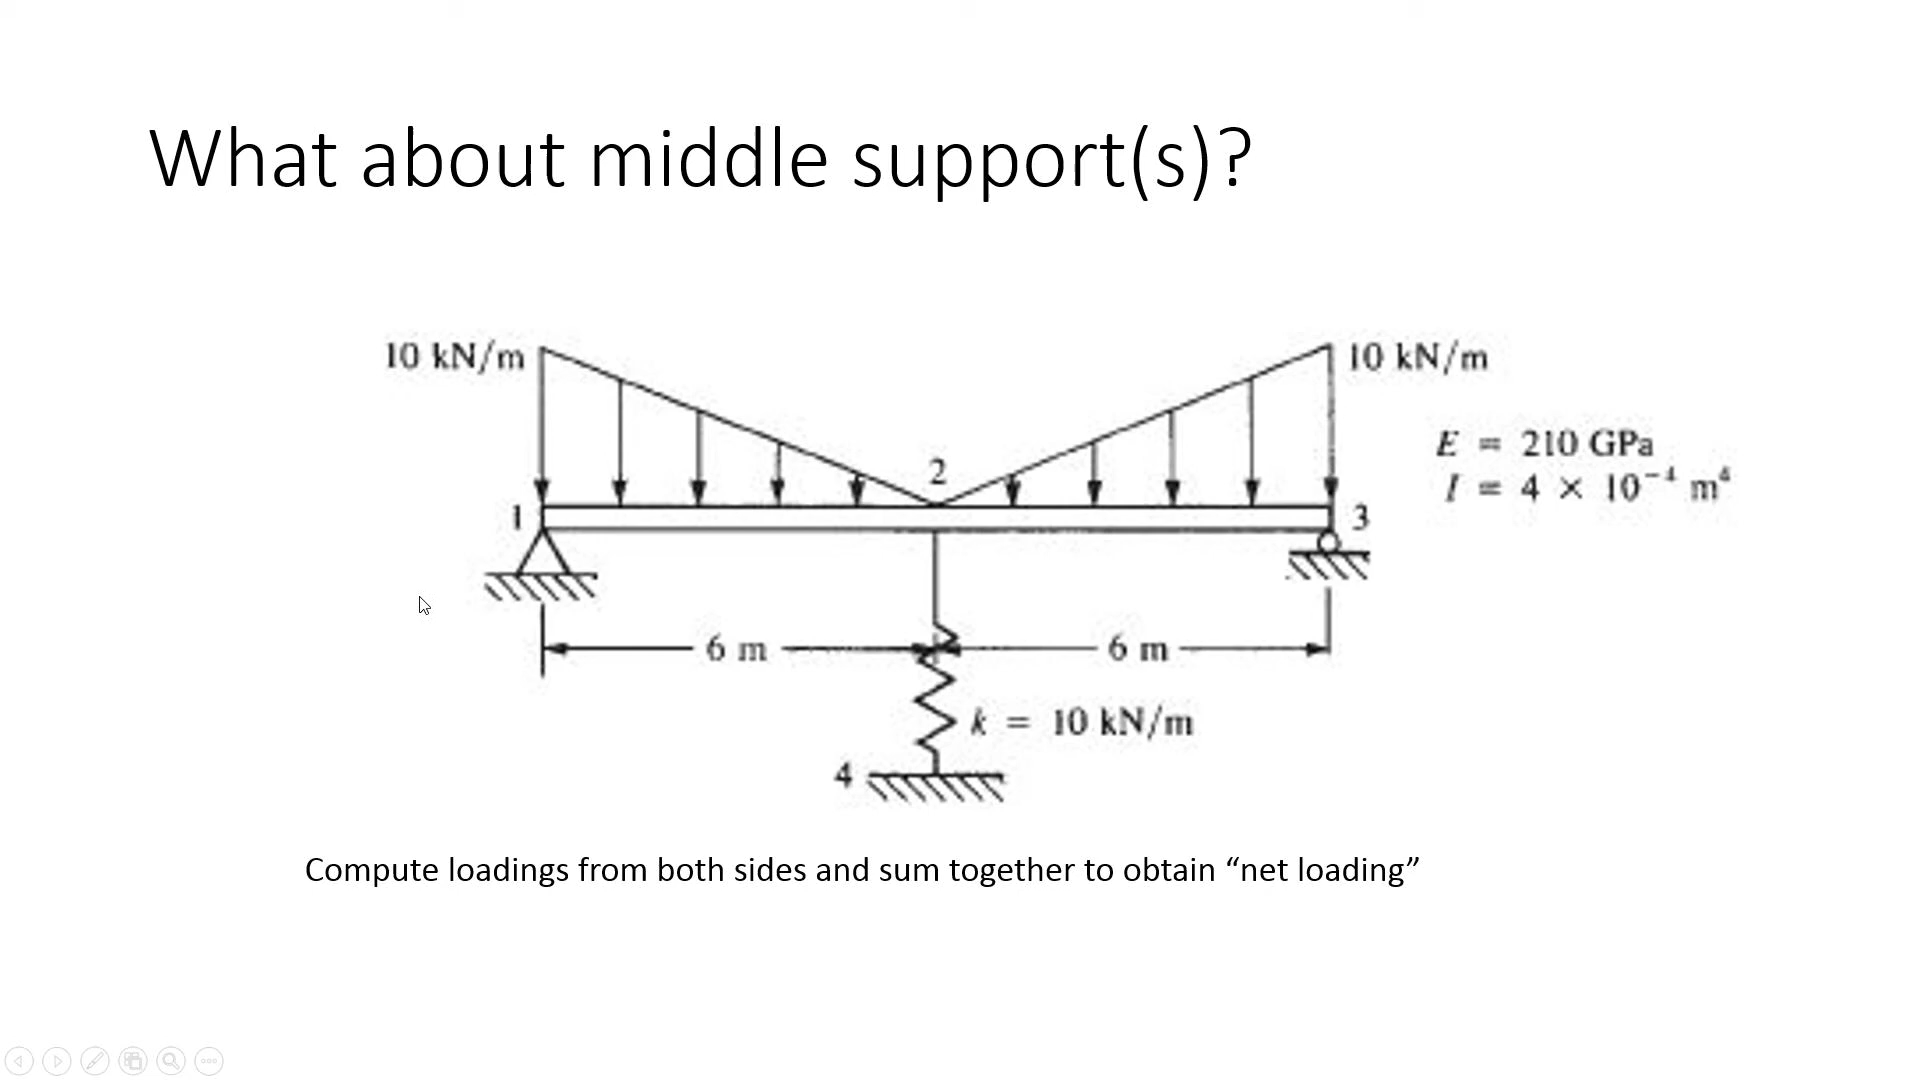 What about middle support(s)?
10 kN/m
10 kN/m
E = 210 GPa
I = 4 × 10⁻⁴ m⁴
2
1
3
6 m
6 m
k = 10 kN/m
4
Compute loadings from both sides and sum together to obtain “net loading”